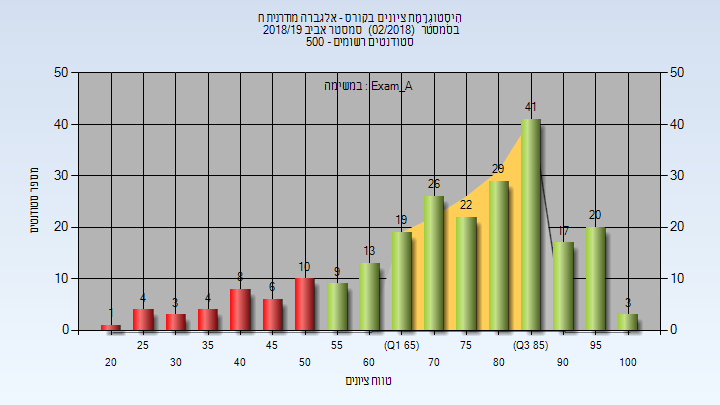 היסטוגרמת ציונים בקורס - אלגברה מודרנית ח
בסמסטר (02/2018) סמסטר אביב 2018/19
סטודנטים רשומים - 500
במשימה : Exam_A
מספר סטודנטים
50 50
40 40
30 30
20 20
10 10
0 0
1 4 3 4 8 6 10 9 13 19 26 22 29 41 17 20 3
25 35 45 55 (Q1 65) 75 (Q3 85) 95
20 30 40 50 60 70 80 90 100
טווח ציונים